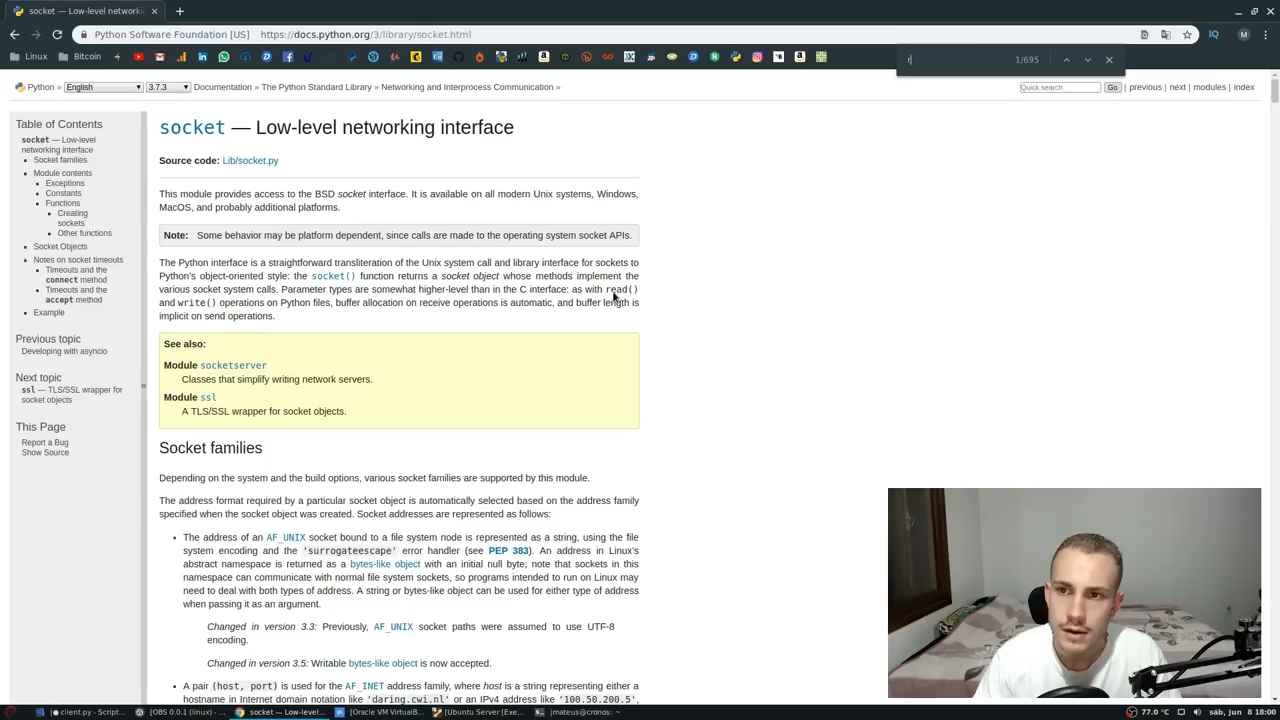 socket — Low-level networki
Python Software Foundation [US]
https://docs.python.org/3/library/socket.html
Linux
Bitcoin
r
1/695
Python »
English
3.7.3
Documentation » The Python Standard Library » Networking and Interprocess Communication »
Quick search
Go
| previous | next | modules | index
Table of Contents
socket — Low-level
networking interface
Socket families
Module contents
Exceptions
Constants
Functions
Creating
sockets
Other functions
Socket Objects
Notes on socket timeouts
Timeouts and the
connect method
Timeouts and the
accept method
Example
Previous topic
Developing with asyncio
Next topic
ssl — TLS/SSL wrapper for
socket objects
This Page
Report a Bug
Show Source
«
socket — Low-level networking interface
Source code: Lib/socket.py
This module provides access to the BSD socket interface. It is available on all modern Unix systems, Windows,
MacOS, and probably additional platforms.
Note: Some behavior may be platform dependent, since calls are made to the operating system socket APIs.
The Python interface is a straightforward transliteration of the Unix system call and library interface for sockets to
Python's object-oriented style: the socket() function returns a socket object whose methods implement the
various socket system calls. Parameter types are somewhat higher-level than in the C interface: as with read()
and write() operations on Python files, buffer allocation on receive operations is automatic, and buffer length is
implicit on send operations.
See also:
Module socketserver
Classes that simplify writing network servers.
Module ssl
A TLS/SSL wrapper for socket objects.
Socket families
Depending on the system and the build options, various socket families are supported by this module.
The address format required by a particular socket object is automatically selected based on the address family
specified when the socket object was created. Socket addresses are represented as follows:
• The address of an AF_UNIX socket bound to a file system node is represented as a string, using the file
system encoding and the 'surrogateescape' error handler (see PEP 383). An address in Linux's
abstract namespace is returned as a bytes-like object with an initial null byte; note that sockets in this
namespace can communicate with normal file system sockets, so programs intended to run on Linux may
need to deal with both types of address. A string or bytes-like object can be used for either type of address
when passing it as an argument.
Changed in version 3.3: Previously, AF_UNIX socket paths were assumed to use UTF-8
encoding.
Changed in version 3.5: Writable bytes-like object is now accepted.
• A pair (host, port) is used for the AF_INET address family, where host is a string representing either a
hostname in Internet domain notation like 'daring.cwi.nl' or an IPv4 address like '100.50.200.5',
[● client.py - Script...
[OBS 0.0.1 (linux) - ...
socket — Low-level...
[Oracle VM VirtualB...
[Ubuntu Server [Exe...
[mateus@cronos: ~
77.0 °C
sáb, jun 8 18:00